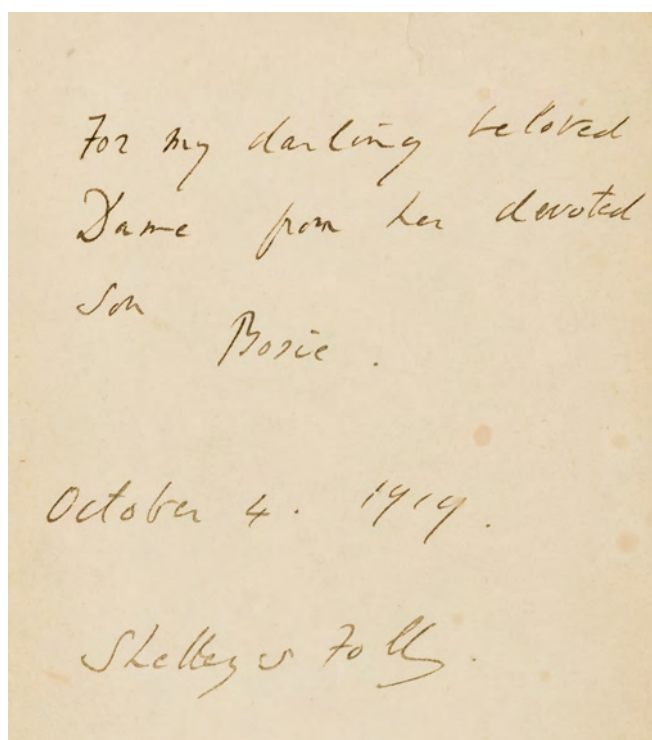 For my darling beloved
Dame from her devoted
Son
Bosie.
October 4. 1919.
Shelley's Folly.